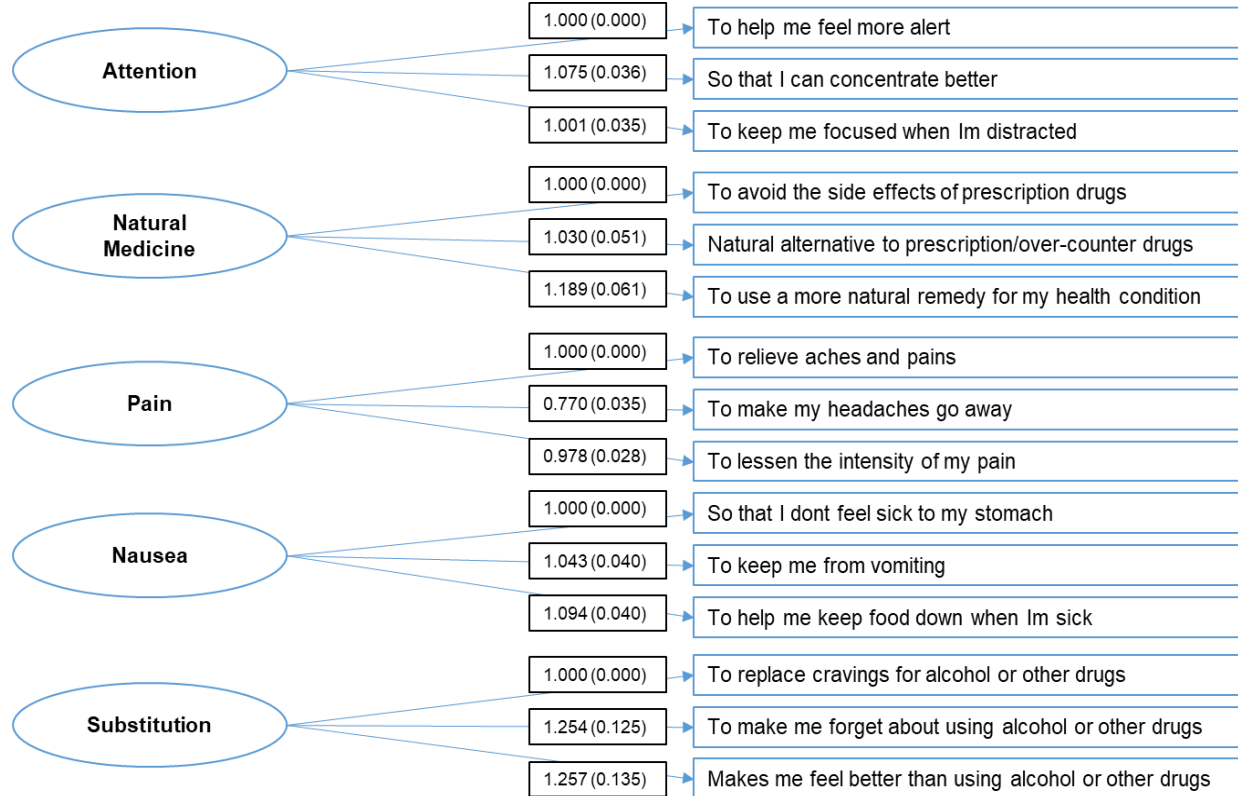 Attention
1.000 (0.000)
To help me feel more alert
1.075 (0.036)
So that I can concentrate better
1.001 (0.035)
To keep me focused when Im distracted
Natural
Medicine
1.000 (0.000)
To avoid the side effects of prescription drugs
1.030 (0.051)
Natural alternative to prescription/over-counter drugs
1.189 (0.061)
To use a more natural remedy for my health condition
Pain
1.000 (0.000)
To relieve aches and pains
0.770 (0.035)
To make my headaches go away
0.978 (0.028)
To lessen the intensity of my pain
Nausea
1.000 (0.000)
So that I dont feel sick to my stomach
1.043 (0.040)
To keep me from vomiting
1.094 (0.040)
To help me keep food down when Im sick
Substitution
1.000 (0.000)
To replace cravings for alcohol or other drugs
1.254 (0.125)
To make me forget about using alcohol or other drugs
1.257 (0.135)
Makes me feel better than using alcohol or other drugs